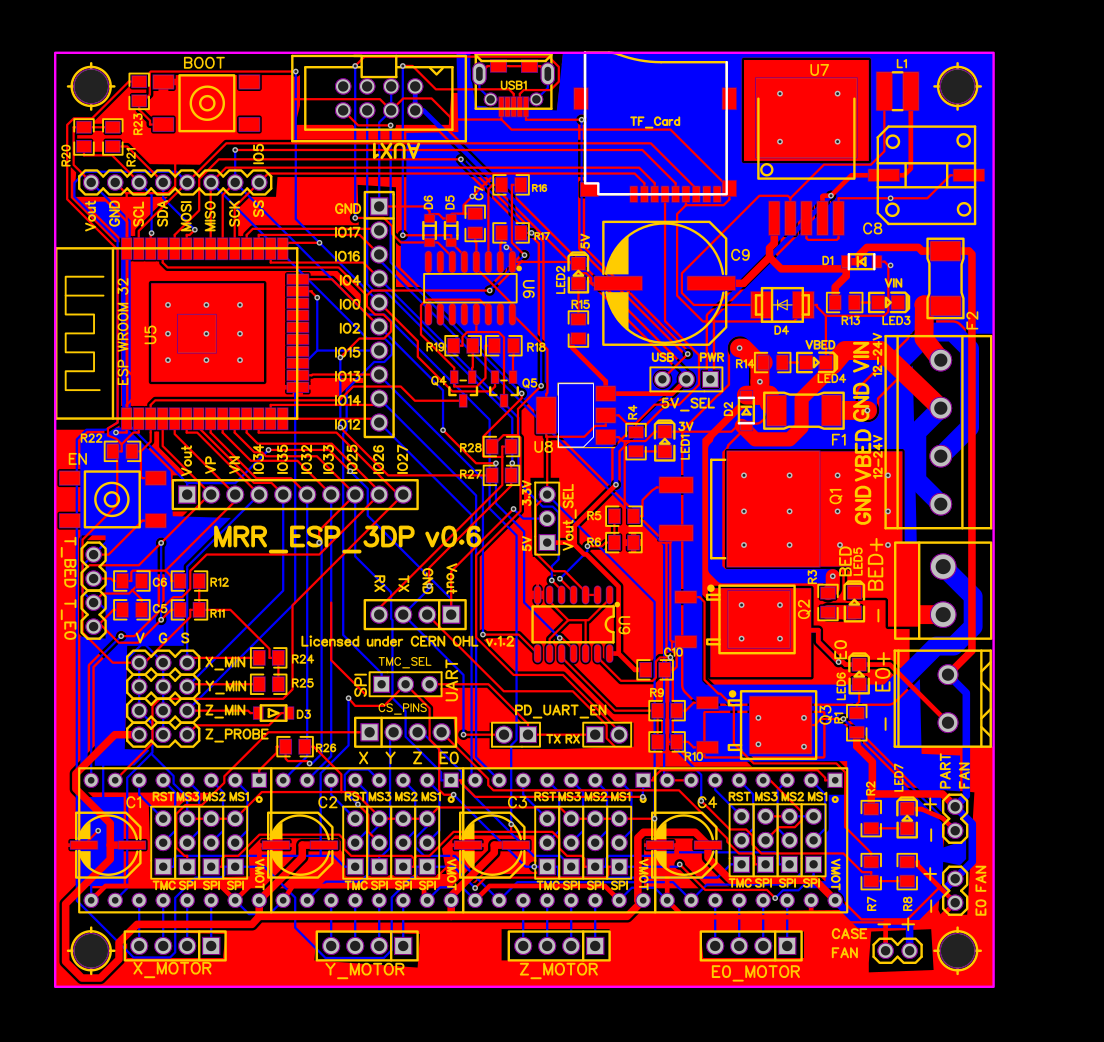 BOOT
R23
R20
R21
IO5
AUX1
USB1
TF_Card
U7
L1
Vout
GND
SCL
SDA
MOSI
MISO
SCK
SS
GND
IO17
IO16
IO4
IO0
IO2
IO15
IO13
IO14
IO12
D6
D5
C7
R16
R17
U6
R19
R18
Q4
Q5
5V
LED2
R15
C9
C8
D1
VIN
R13
LED3
F2
D4
ESP WROOM 32
U5
USB
PWR
5V_SEL
R14
VBED
LED4
D2
F1
GND VIN
12-24V
GND VBED
12-24V
U8
R4
3V
LED1
R22
EN
Vout
VP
VN
IO34
IO35
IO32
IO33
IO25
IO26
IO27
R28
R27
3.3V
5V
Vout_SEL
R5
R6
Q1
MRR_ESP_3DP v0.6
T_BED
T_E0
C6
R12
C5
R11
RX
TX
GND
Vout
U9
R3
BED
LED5
BED+
−
Q2
Licensed under CERN OHL v.1.2
V
G
S
X_MIN
Y_MIN
Z_MIN
Z_PROBE
R24
R25
D3
R26
TMC_SEL
SPI
UART
CS_PINS
X
Y
Z
E0
PD_UART_EN
TX
RX
C10
R9
R10
Q3
E0
LED6
R1
E0+
−
C1
RST
MS3
MS2
MS1
TMC
SPI
SPI
SPI
VMOT
C2
RST
MS3
MS2
MS1
TMC
SPI
SPI
SPI
VMOT
C3
RST
MS3
MS2
MS1
TMC
SPI
SPI
SPI
VMOT
C4
RST
MS3
MS2
MS1
TMC
SPI
SPI
SPI
VMOT
R2
LED7
PART
FAN
+
−
R7
R8
+
−
E0 FAN
CASE
FAN
−
+
X_MOTOR
Y_MOTOR
Z_MOTOR
E0_MOTOR